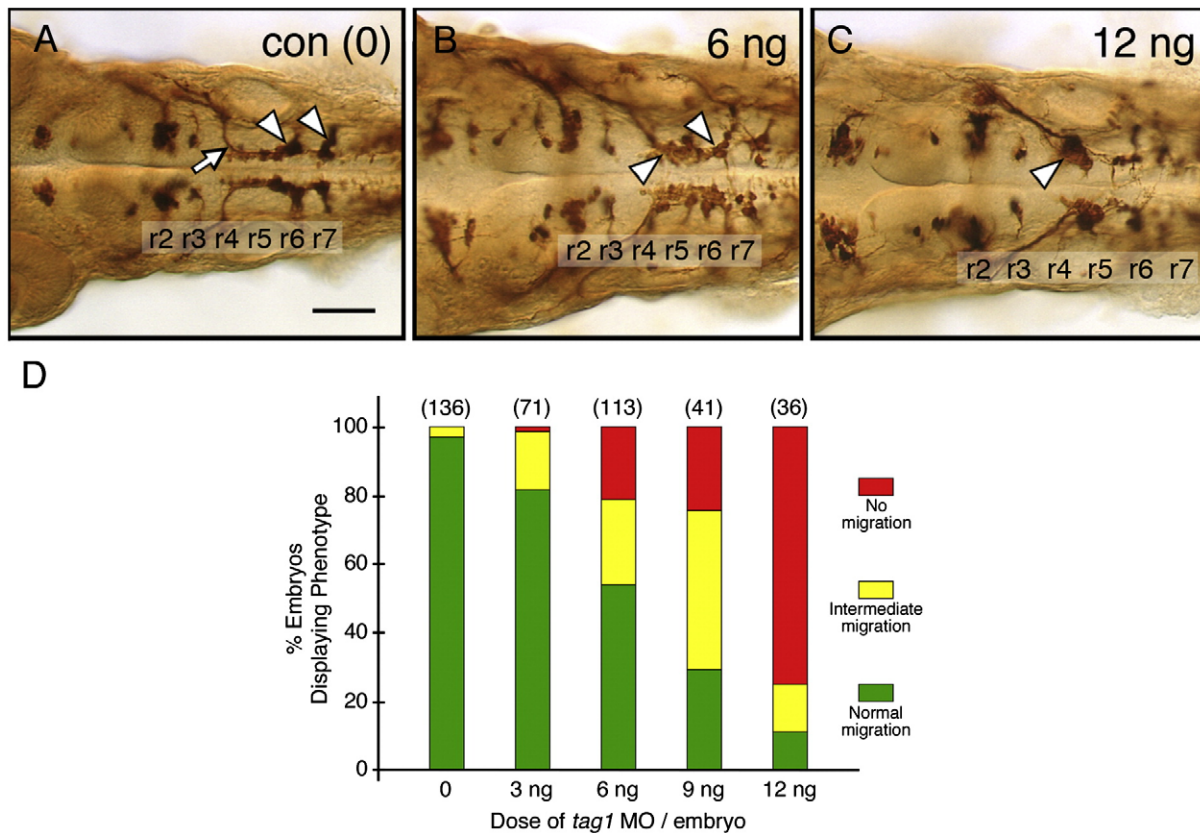 A con (0)
B 6 ng
C 12 ng
r2 r3 r4 r5 r6 r7
r2 r3 r4 r5 r6 r7
r2 r3 r4 r5 r6 r7
D
(136) (71) (113) (41) (36)
100
80
60
40
20
0
% Embryos
Displaying Phenotype
No
migration
Intermediate
migration
Normal
migration
0 3 ng 6 ng 9 ng 12 ng
Dose of tag1 MO / embryo